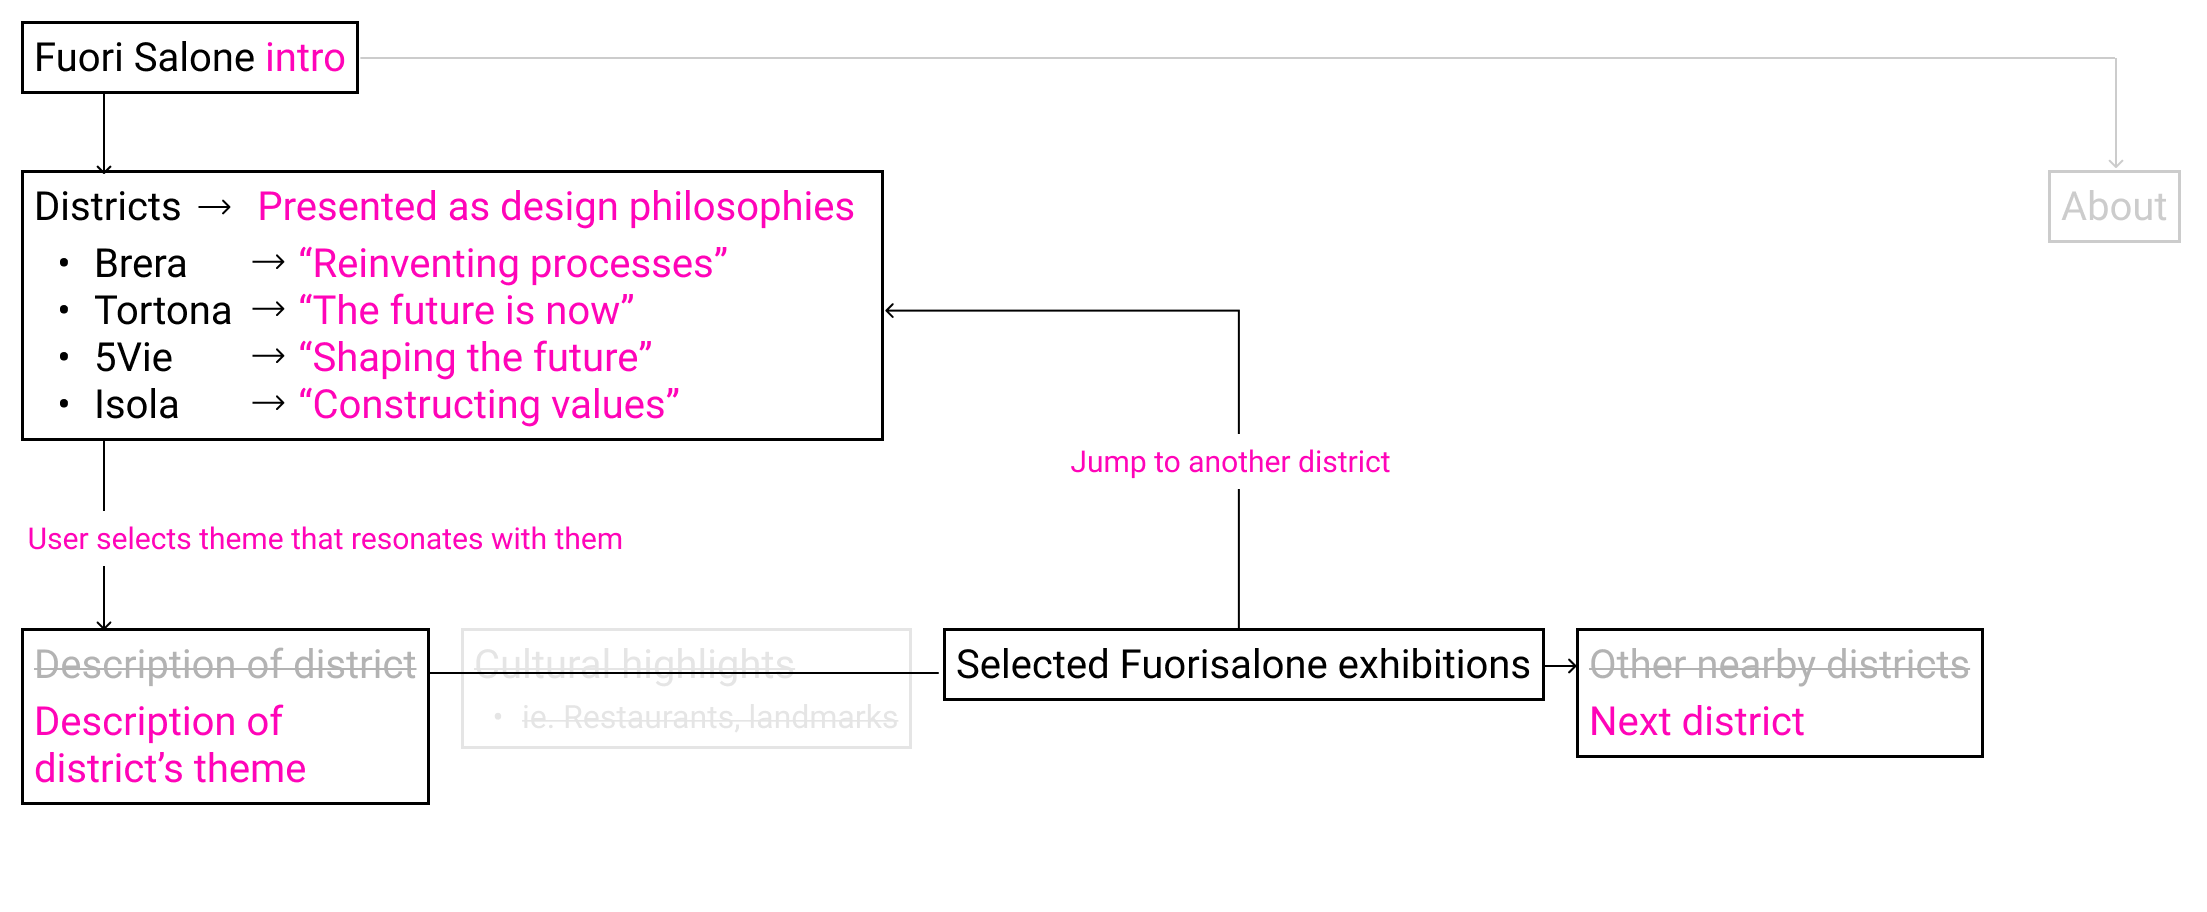 Fuori Salone intro
Districts → Presented as design philosophies
• Brera → “Reinventing processes”
• Tortona → “The future is now”
• 5Vie → “Shaping the future”
• Isola → “Constructing values”
About
Jump to another district
User selects theme that resonates with them
Description of district
Description of
district’s theme
Cultural highlights
• ie. Restaurants, landmarks
Selected Fuorisalone exhibitions
Other nearby districts
Next district